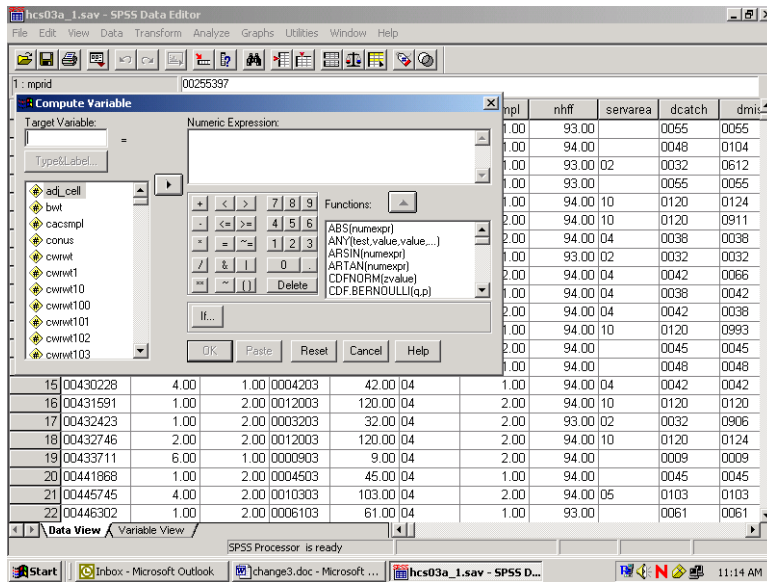 hcs03a_1.sav - SPSS Data Editor
File Edit View Data Transform Analyze Graphs Utilities Window Help
1 : mprid 00255397
Compute Variable
Target Variable:
=
Numeric Expression:
Type&Label...
adj_cell
bwt
cacsmpl
conus
cwrwt
cwrwt1
cwrwt10
cwrwt100
cwrwt101
cwrwt102
cwrwt103
+ < > 7 8 9
- <= >= 4 5 6
* = ~= 1 2 3
/ & | 0 .
** ~ () Delete
Functions:
ABS(numexpr)
ANY(test,value,value,...)
ARSIN(numexpr)
ARTAN(numexpr)
CDFNORM(zvalue)
CDF.BERNOULLI(q,p)
If...
OK Paste Reset Cancel Help
mpl nhff servarea dcatch dmis
1.00 93.00 0055 0055
1.00 94.00 0048 0104
1.00 93.00 02 0032 0612
1.00 93.00 0055 0055
2.00 94.00 10 0120 0124
2.00 94.00 10 0120 0911
2.00 94.00 04 0038 0038
1.00 93.00 02 0032 0032
2.00 94.00 04 0042 0066
1.00 94.00 04 0038 0042
2.00 94.00 04 0042 0038
1.00 94.00 10 0120 0993
2.00 94.00 0045 0045
1.00 94.00 0048 0048
15 00430228 4.00 1.00 0004203 42.00 04 1.00 94.00 04 0042 0042
16 00431591 1.00 2.00 0012003 120.00 04 2.00 94.00 10 0120 0120
17 00432423 1.00 2.00 0003203 32.00 04 2.00 93.00 02 0032 0906
18 00432746 2.00 2.00 0012003 120.00 04 2.00 94.00 10 0120 0124
19 00433711 6.00 1.00 0000903 9.00 04 2.00 94.00 0009 0009
20 00441868 1.00 2.00 0004503 45.00 04 1.00 94.00 0045 0045
21 00445745 4.00 2.00 0010303 103.00 04 2.00 94.00 05 0103 0103
22 00446302 1.00 2.00 0006103 61.00 04 1.00 93.00 0061 0061
Data View Variable View
SPSS Processor is ready
Start Inbox - Microsoft Outlook change3.doc - Microsoft ... hcs03a_1.sav - SPSS D... 11:14 AM